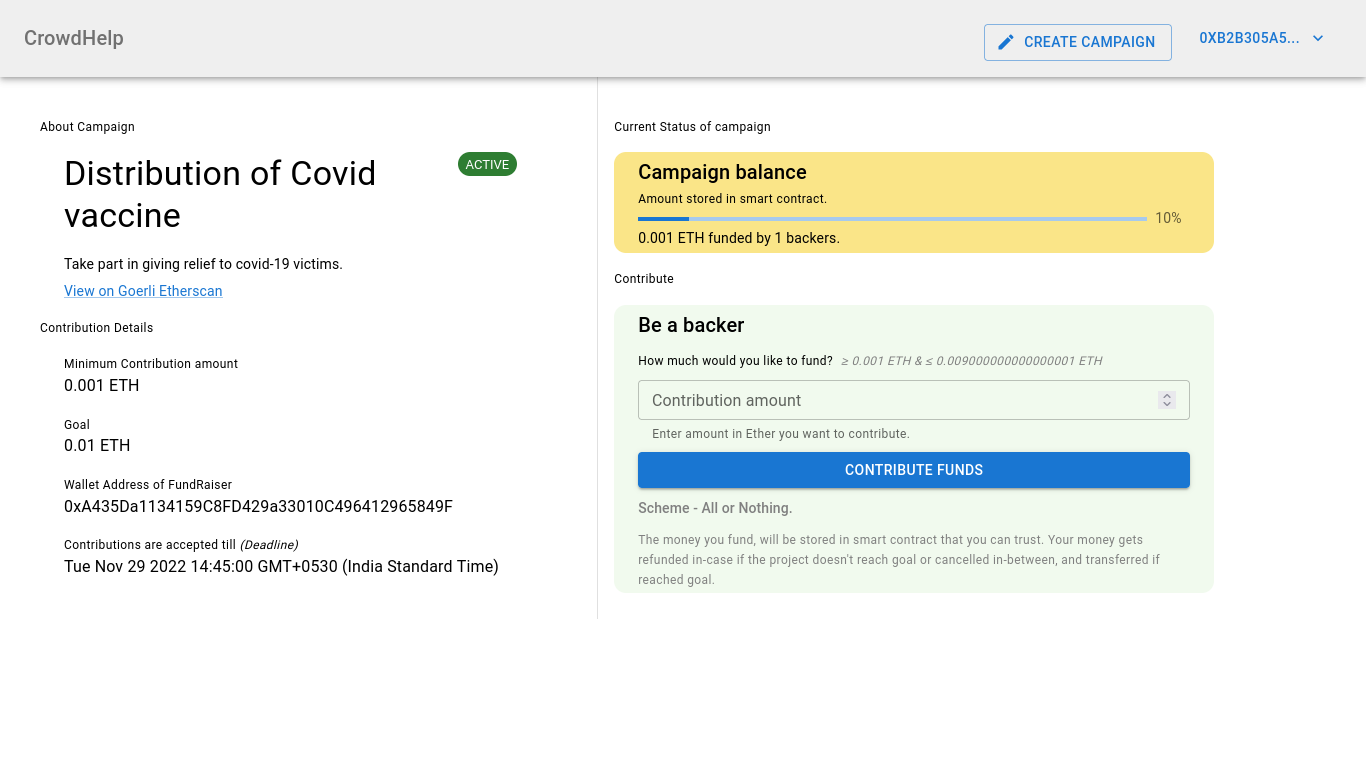 CrowdHelp
CREATE CAMPAIGN
0XB2B305A5...
About Campaign
Distribution of Covid
vaccine
ACTIVE
Take part in giving relief to covid-19 victims.
View on Goerli Etherscan
Contribution Details
Minimum Contribution amount
0.001 ETH
Goal
0.01 ETH
Wallet Address of FundRaiser
0xA435Da1134159C8FD429a33010C496412965849F
Contributions are accepted till (Deadline)
Tue Nov 29 2022 14:45:00 GMT+0530 (India Standard Time)
Current Status of campaign
Campaign balance
Amount stored in smart contract.
10%
0.001 ETH funded by 1 backers.
Contribute
Be a backer
How much would you like to fund? ≥ 0.001 ETH & ≤ 0.009000000000000001 ETH
Contribution amount
Enter amount in Ether you want to contribute.
CONTRIBUTE FUNDS
Scheme - All or Nothing.
The money you fund, will be stored in smart contract that you can trust. Your money gets
refunded in-case if the project doesn't reach goal or cancelled in-between, and transferred if
reached goal.